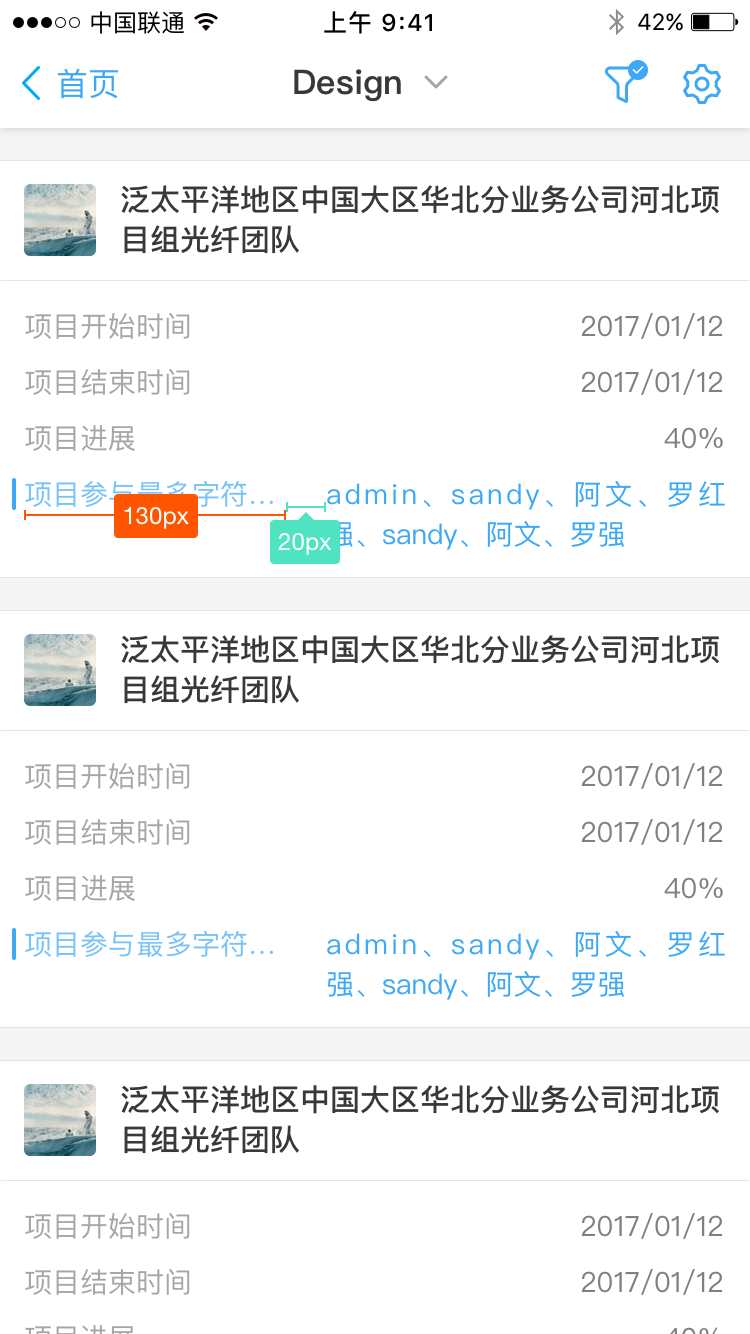 中国联通 上午 9:41 42%
首页 Design
泛太平洋地区中国大区华北分业务公司河北项
目组光纤团队
项目开始时间 2017/01/12
项目结束时间 2017/01/12
项目进展 40%
项目参与最多字符... admin、sandy、阿文、罗红
130px
20px
强、sandy、阿文、罗强
泛太平洋地区中国大区华北分业务公司河北项
目组光纤团队
项目开始时间 2017/01/12
项目结束时间 2017/01/12
项目进展 40%
项目参与最多字符... admin、sandy、阿文、罗红
强、sandy、阿文、罗强
泛太平洋地区中国大区华北分业务公司河北项
目组光纤团队
项目开始时间 2017/01/12
项目结束时间 2017/01/12
项目进展 40%